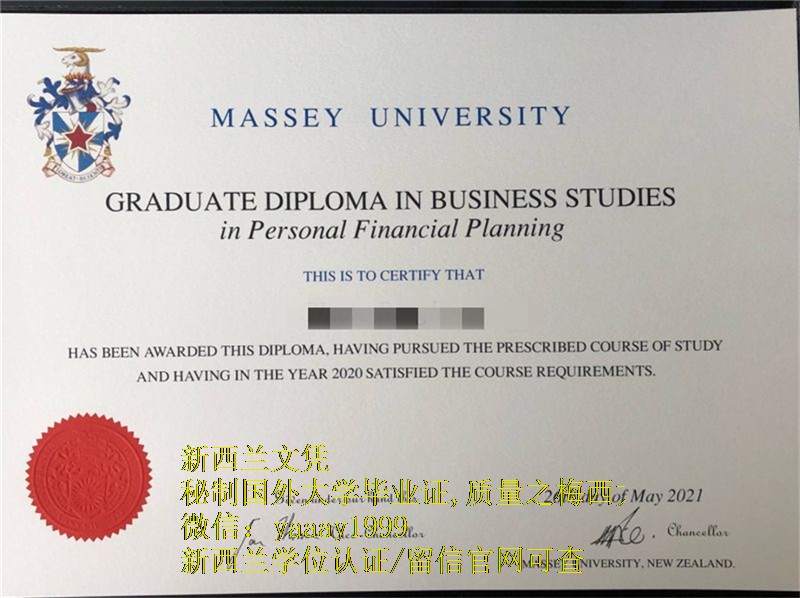 MASSEY UNIVERSITY
GRADUATE DIPLOMA IN BUSINESS STUDIES
in Personal Financial Planning
THIS IS TO CERTIFY THAT
HAS BEEN AWARDED THIS DIPLOMA, HAVING PURSUED THE PRESCRIBED COURSE OF STUDY
AND HAVING IN THE YEAR 2020 SATISFIED THE COURSE REQUIREMENTS.
新西兰文凭
秘制国外大学毕业证,质量之梅西;
of May 2021
微信: yaaay1999
Chancellor
新西兰学位认证/留信官网可查
MASSEY UNIVERSITY, NEW ZEALAND.